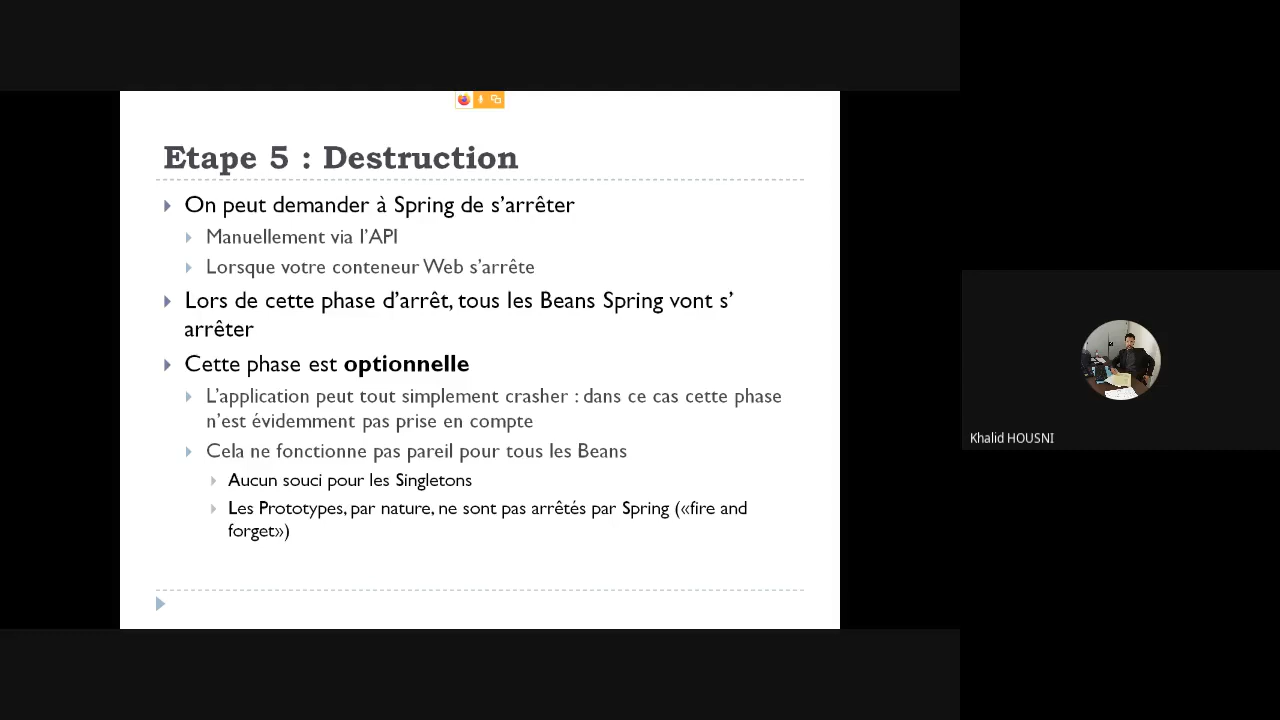 Etape 5 : Destruction
On peut demander à Spring de s’arrêter
Manuellement via l’API
Lorsque votre conteneur Web s’arrête
Lors de cette phase d’arrêt, tous les Beans Spring vont s’
arrêter
Cette phase est optionnelle
L’application peut tout simplement crasher : dans ce cas cette phase
n’est évidemment pas prise en compte
Cela ne fonctionne pas pareil pour tous les Beans
Aucun souci pour les Singletons
Les Prototypes, par nature, ne sont pas arrêtés par Spring («fire and
forget»)
Khalid HOUSNI